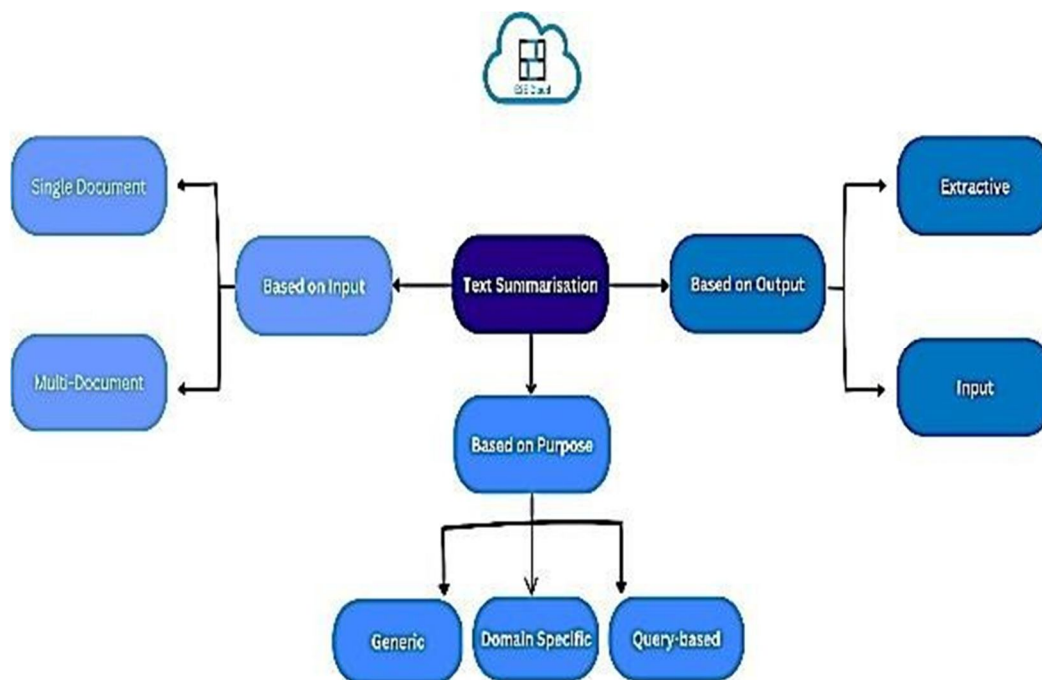 Single Document
Extractive
Based on Input
Text Summarisation
Based on Output
Multi-Document
Input
Based on Purpose
Generic
Domain Specific
Query-based